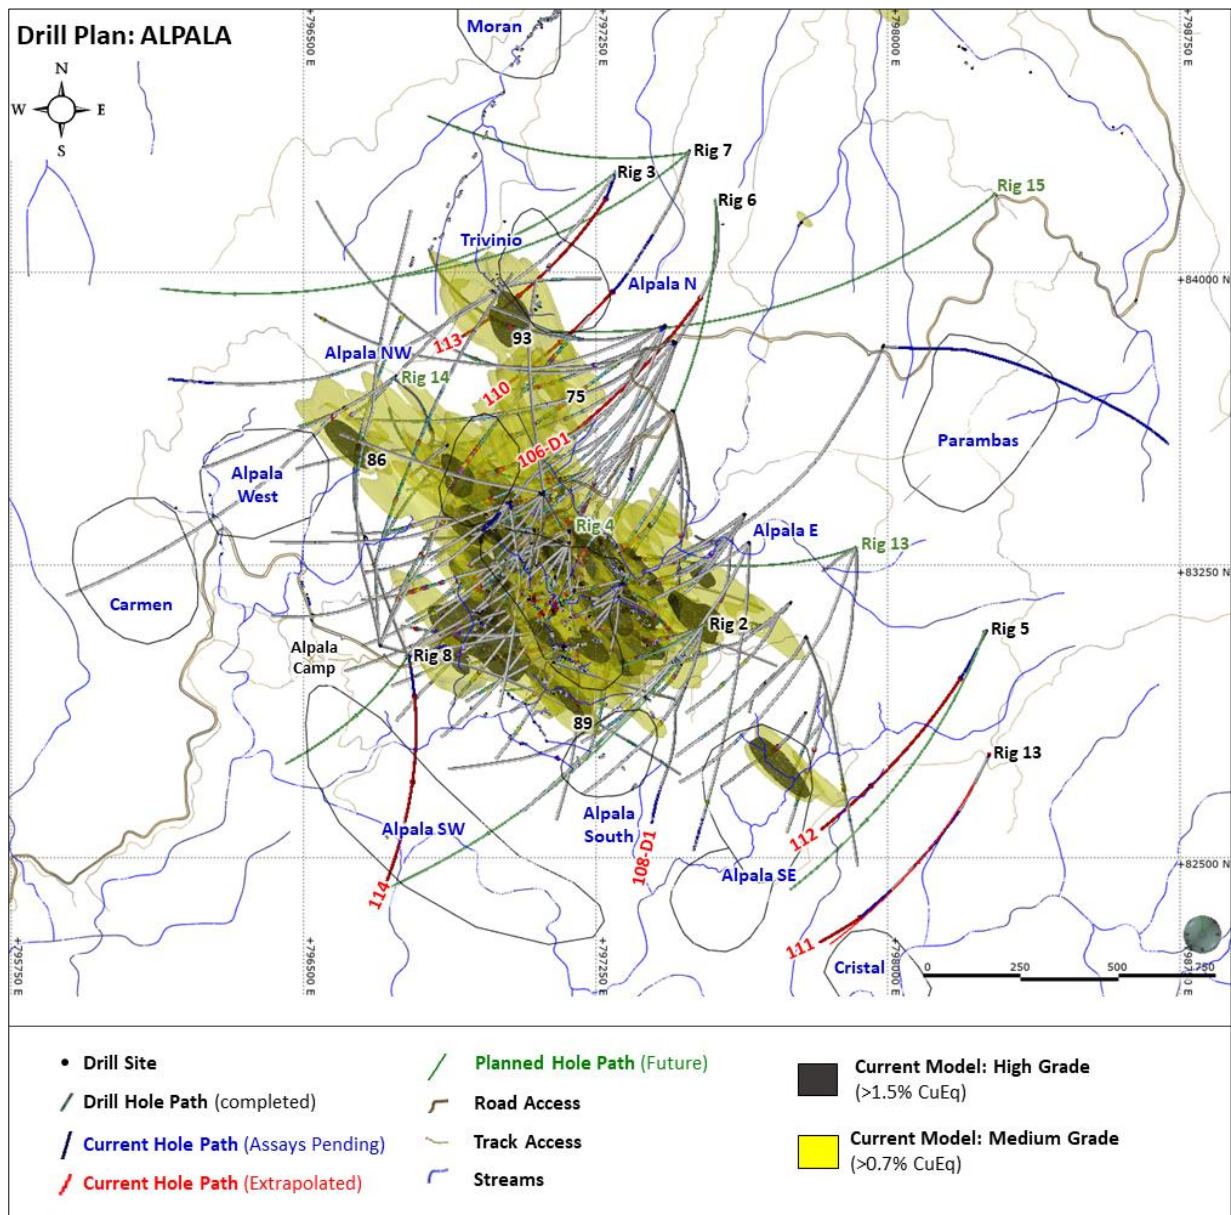 Drill Plan: ALPALA
N
W
E
S
+796500 E
+797250 E
+798000 E
+798750 E
Moran
Rig 7
Rig 3
Rig 6
Rig 15
Trivinio
Alpala N
+84000 N
113
93
Alpala NW
Rig 14
110
75
106-D1
Parambas
86
Alpala
West
Rig 4
Alpala E
Rig 13
+83250 N
Carmen
Rig 2
Rig 5
Alpala
Camp
Rig 8
89
Rig 13
Alpala SW
Alpala
South
108-D1
112
Alpala SE
+82500 N
114
111
Cristal
+795750 E
+796500 E
+797250 E
+798000 E
0
250
500
750
Drill Site
Drill Hole Path (completed)
Current Hole Path (Assays Pending)
Current Hole Path (Extrapolated)
Planned Hole Path (Future)
Road Access
Track Access
Streams
Current Model: High Grade
(>1.5% CuEq)
Current Model: Medium Grade
(>0.7% CuEq)